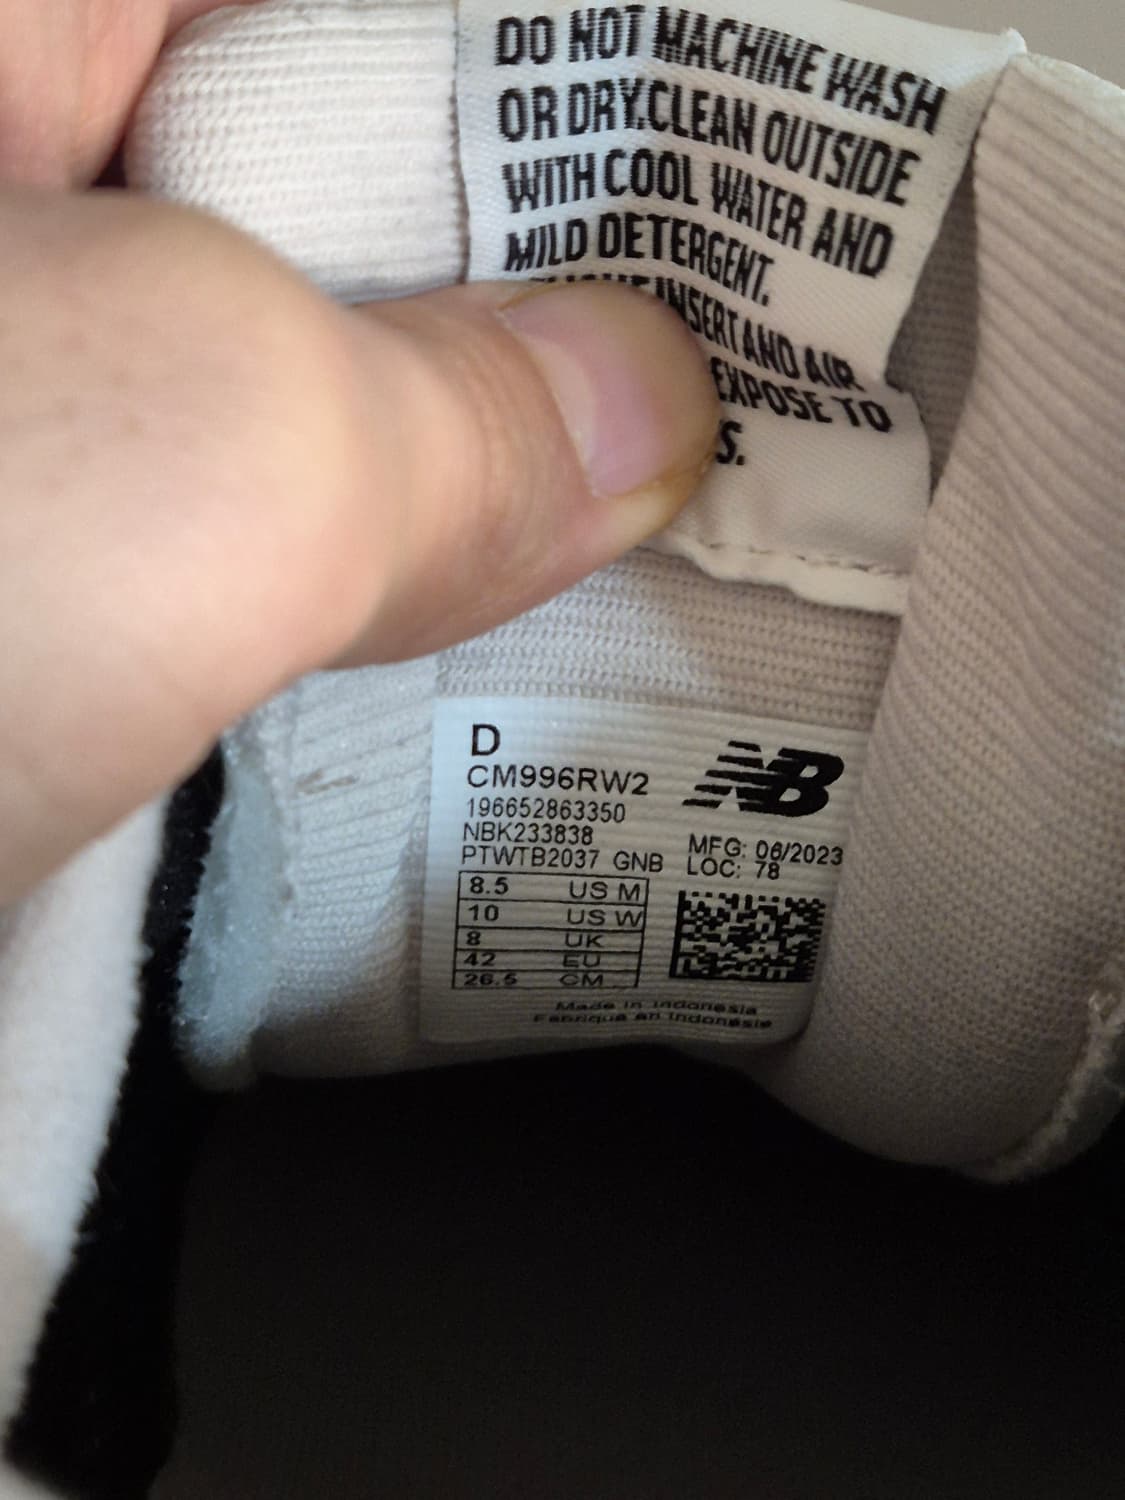 DO NOT MACHINE WASH
OR DRY.CLEAN OUTSIDE
WITH COOL WATER AND
MILD DETERGENT.
INSERT AND AIR
EXPOSE TO
S.
D
CM996RW2
196652863350
NBK233838
PTWTB2037 GNB
NB
MFG: 06/2023
LOC: 78
8.5 US M
10 US W
8 UK
42 EU
26.5 CM
Made in Indonesia
Fabriqué en Indonésie